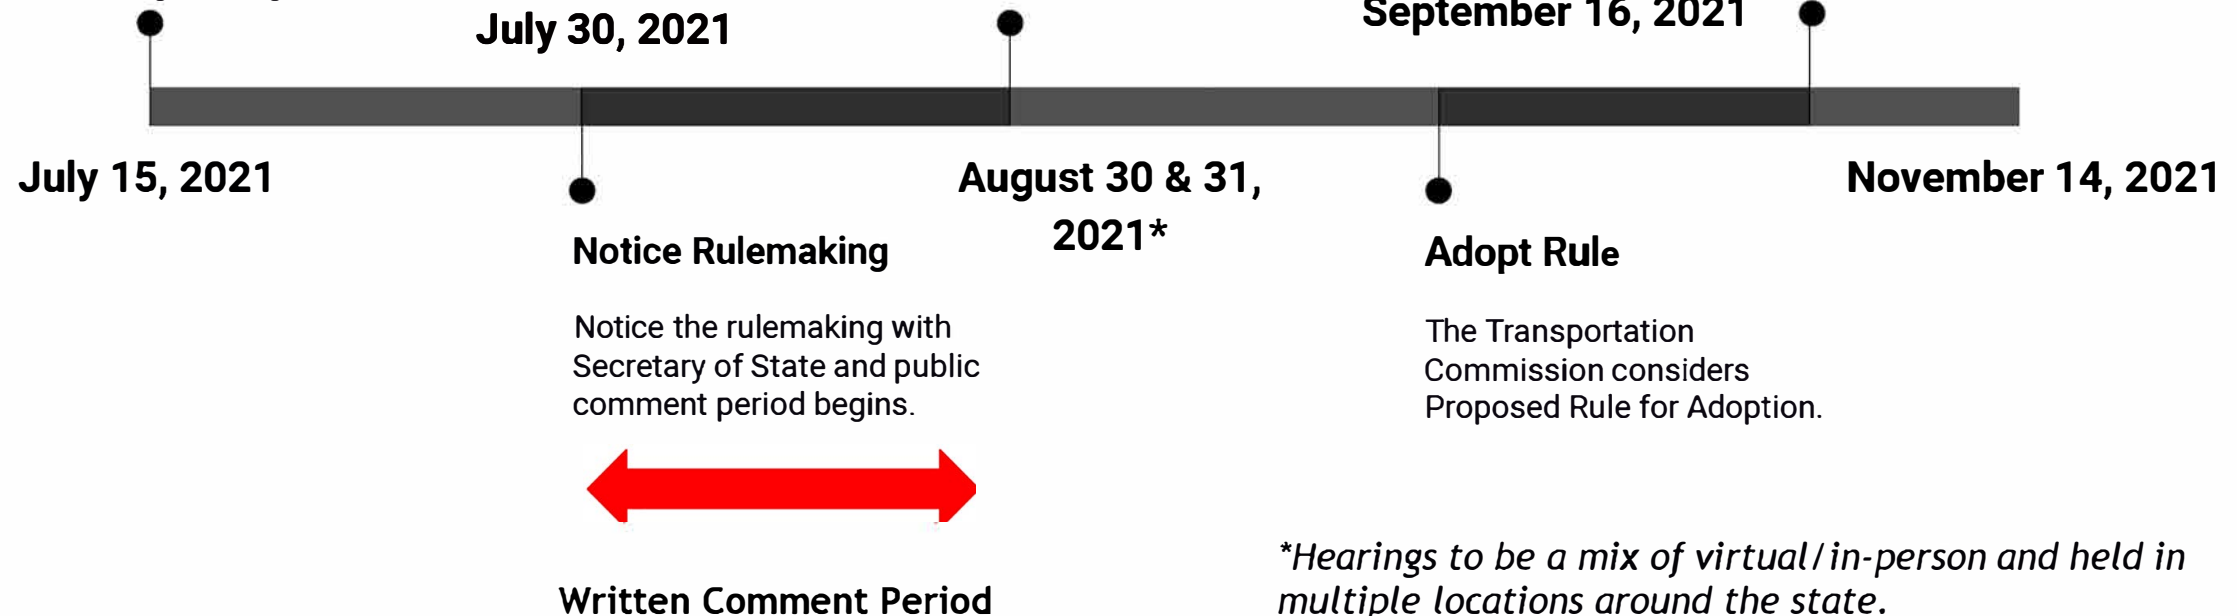 July 30, 2021
September 16, 2021
July 15, 2021
August 30 & 31,
2021*
November 14, 2021
Notice Rulemaking
Notice the rulemaking with
Secretary of State and public
comment period begins.
Adopt Rule
The Transportation
Commission considers
Proposed Rule for Adoption.
Written Comment Period
*Hearings to be a mix of virtual/in-person and held in
multiple locations around the state.